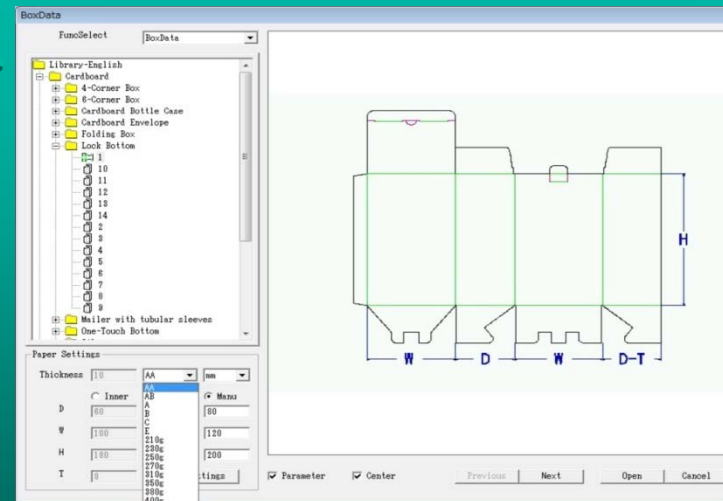 BoxData
FuncSelect
BoxData
Library-English
Cardboard
4-Corner Box
6-Corner Box
Cardboard Bottle Case
Cardboard Envelope
Folding Box
Lock Bottom
1
10
11
12
13
14
2
3
4
5
6
7
8
9
Mailer with tubular sleeves
One-Touch Bottom
H
W
D
W
D-T
Paper Settings
Thickness
10
AA
mm
AA
AB
A
B
C
E
210g
230g
250g
270g
310g
350g
380g
400g
Inner
Manu
D
60
80
W
100
120
H
180
200
T
0
tings
Parameter
Center
Previous
Next
Open
Cancel